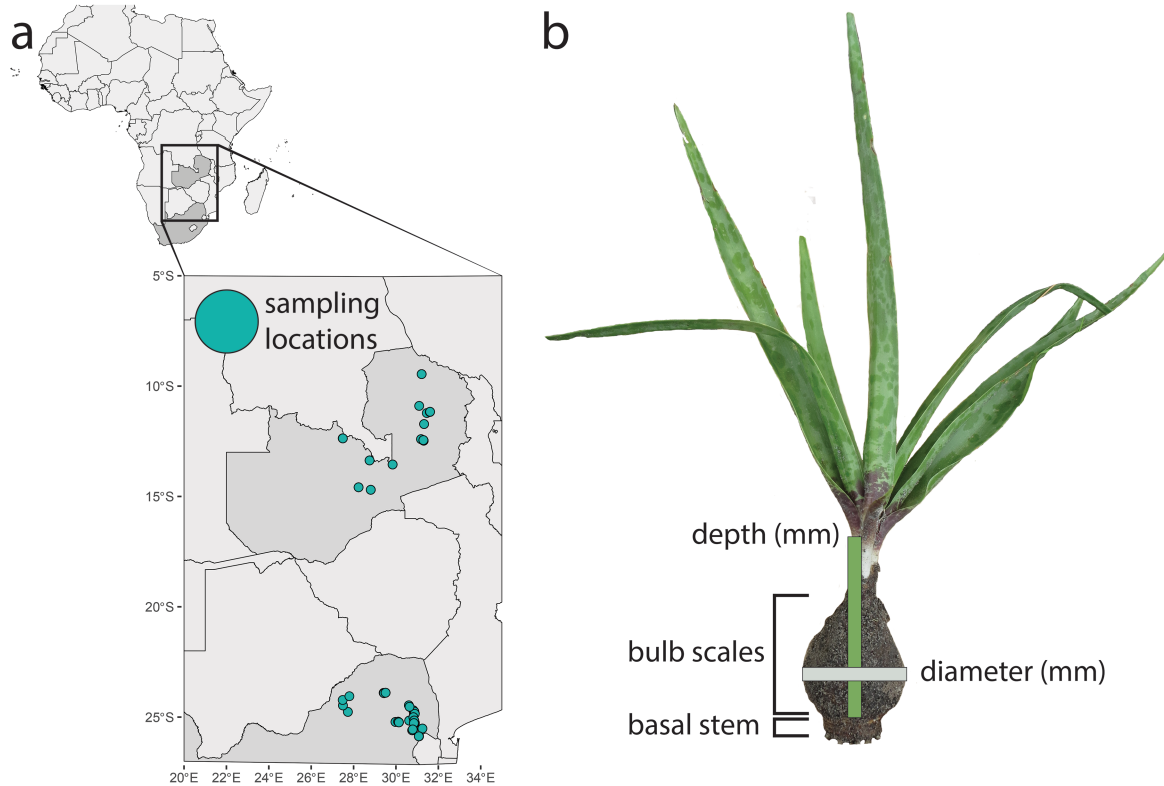 a
b
sampling
locations
5°S
10°S
15°S
20°S
25°S
20°E 22°E 24°E 26°E 28°E 30°E 32°E 34°E
depth (mm)
bulb scales
diameter (mm)
basal stem